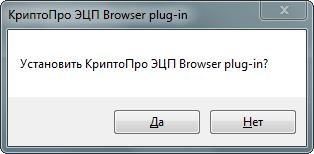 КриптоПро ЭЦП Browser plug-in
Установить КриптоПро ЭЦП Browser plug-in?
Да
Нет